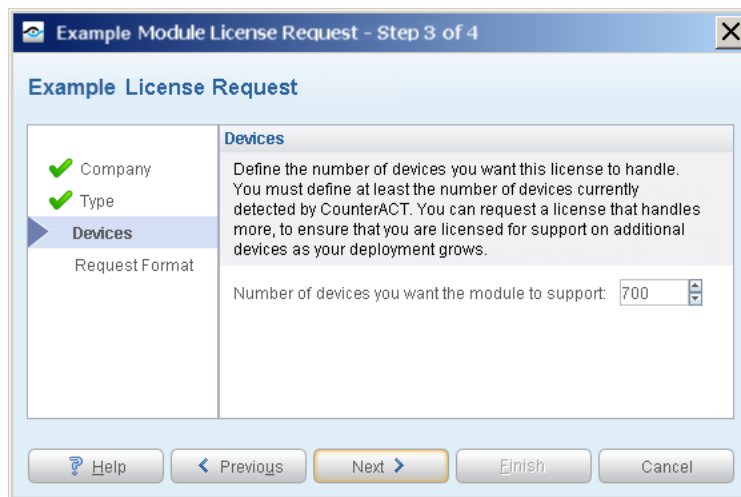 Example Module License Request - Step 3 of 4
Example License Request
Company
Type
Devices
Request Format
Devices
Define the number of devices you want this license to handle.
You must define at least the number of devices currently
detected by CounterACT. You can request a license that handles
more, to ensure that you are licensed for support on additional
devices as your deployment grows.
Number of devices you want the module to support: 700
Help
Previous
Next
Finish
Cancel